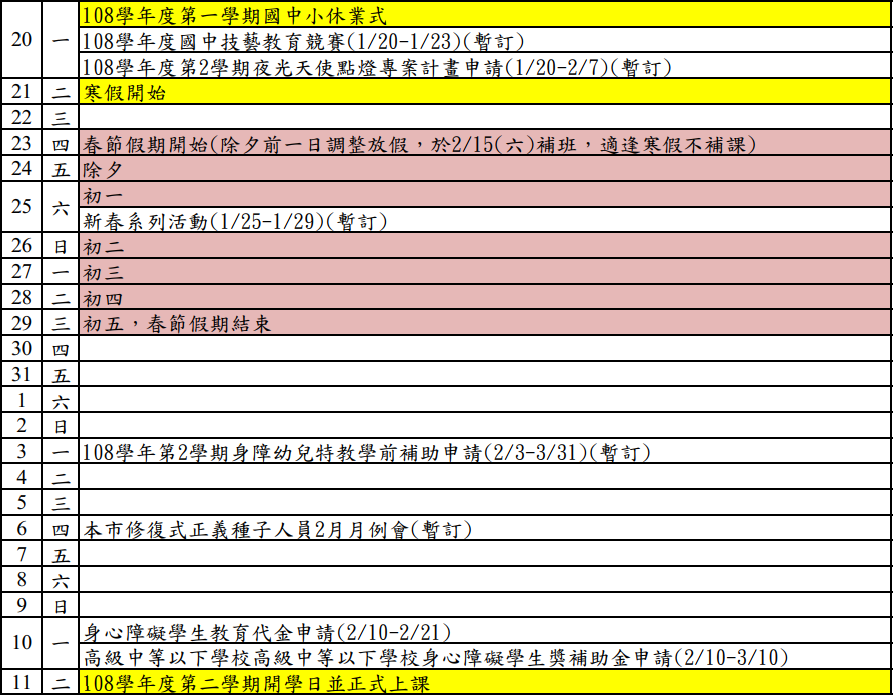 108學年度第一學期國中小休業式
20 一 108學年度國中技藝教育競賽(1/20-1/23)(暫訂)
108學年度第2學期夜光天使點燈專案計畫申請(1/20-2/7)(暫訂)
21 二 寒假開始
22 三
23 四 春節假期開始(除夕前一日調整放假，於2/15(六)補班，適逢寒假不補課)
24 五 除夕
25 六 初一
新春系列活動(1/25-1/29)(暫訂)
26 日 初二
27 一 初三
28 二 初四
29 三 初五，春節假期結束
30 四
31 五
1 六
2 日
3 一 108學年第2學期身障幼兒特教學前補助申請(2/3-3/31)(暫訂)
4 二
5 三
6 四 本市修復式正義種子人員2月月例會(暫訂)
7 五
8 六
9 日
10 一 身心障礙學生教育代金申請(2/10-2/21)
高級中等以下學校高級中等以下學校身心障礙學生獎補助金申請(2/10-3/10)
11 二 108學年度第二學期開學日並正式上課